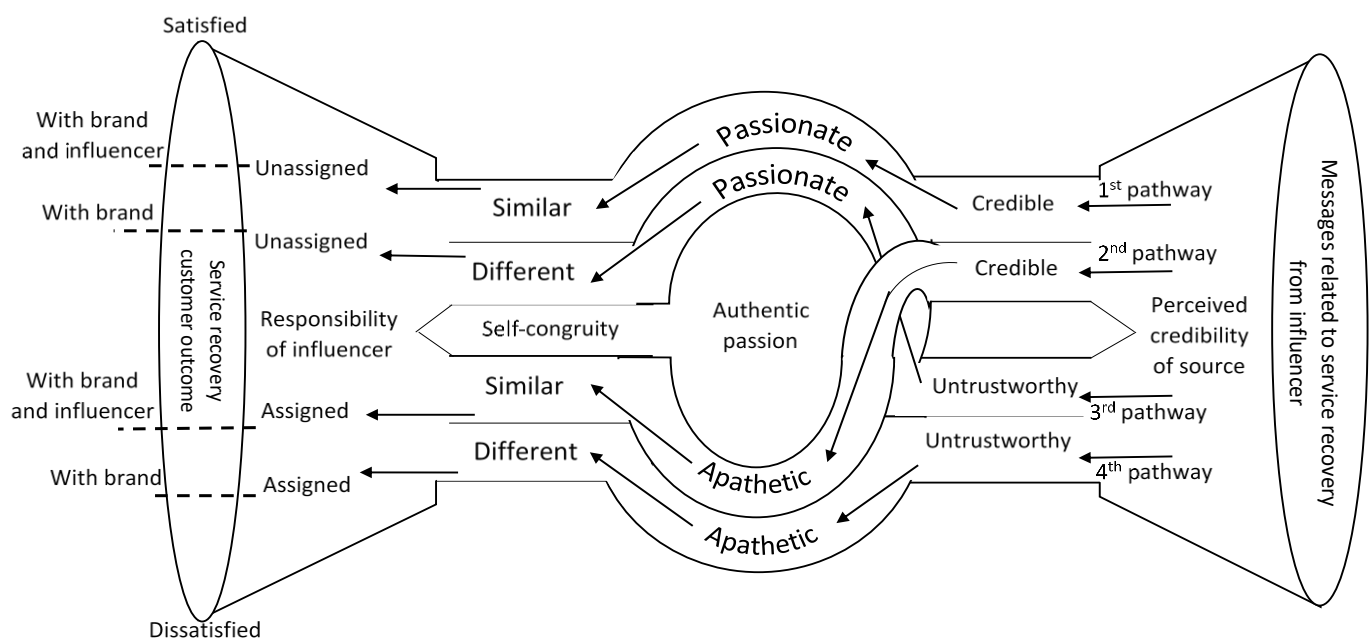 Satisfied
With brand
and influencer
Unassigned
With brand
Unassigned
Service recovery
customer outcome
Responsibility
of influencer
With brand
and influencer
Assigned
With brand
Assigned
Dissatisfied
Similar
Different
Self-congruity
Similar
Different
Passionate
Passionate
Authentic
passion
Apathetic
Apathetic
Credible
Credible
Untrustworthy
Untrustworthy
1st pathway
2nd pathway
Perceived
credibility
of source
3rd pathway
4th pathway
Messages related to service recovery
from influencer